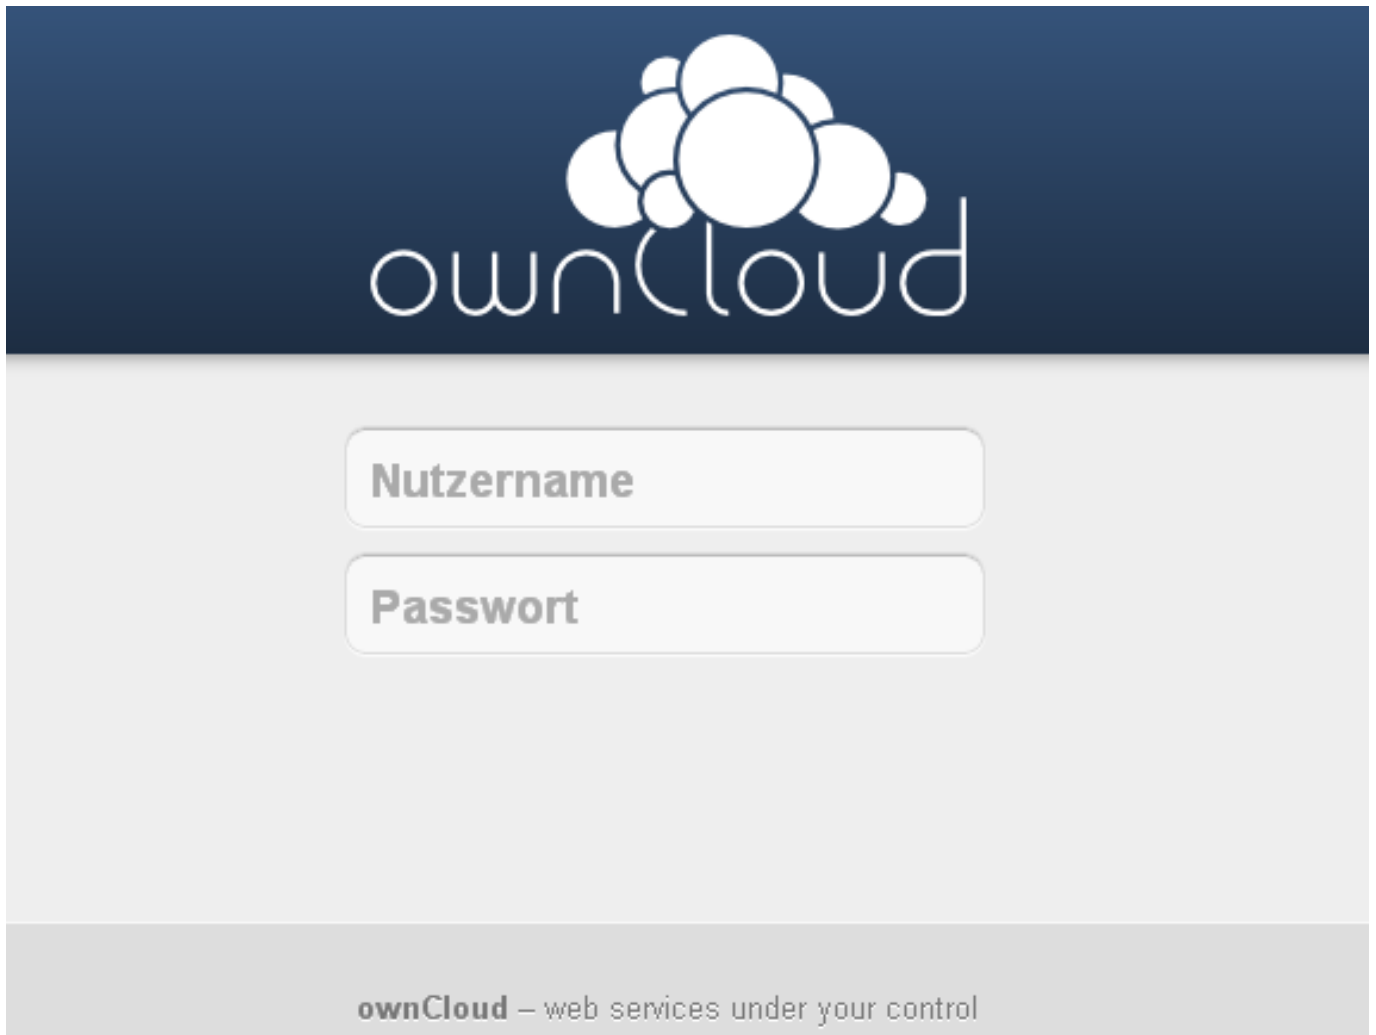 ownCloud
Nutzername
Passwort
ownCloud – web services under your control